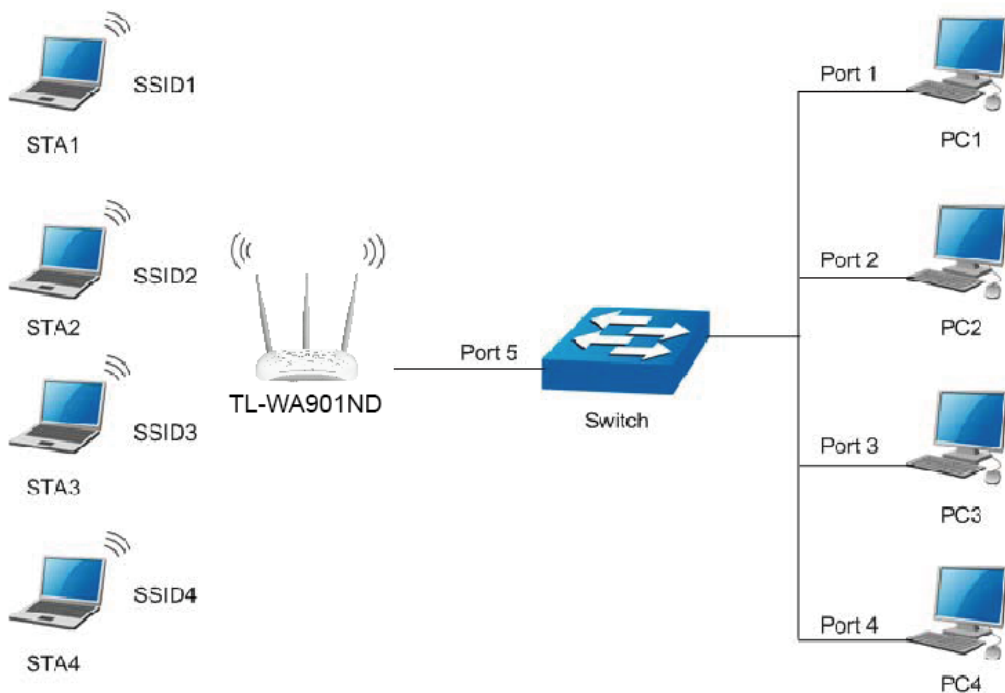 SSID1
STA1
SSID2
STA2
SSID3
STA3
SSID4
STA4
TL-WA901ND
Port 5
Switch
Port 1
PC1
Port 2
PC2
Port 3
PC3
Port 4
PC4